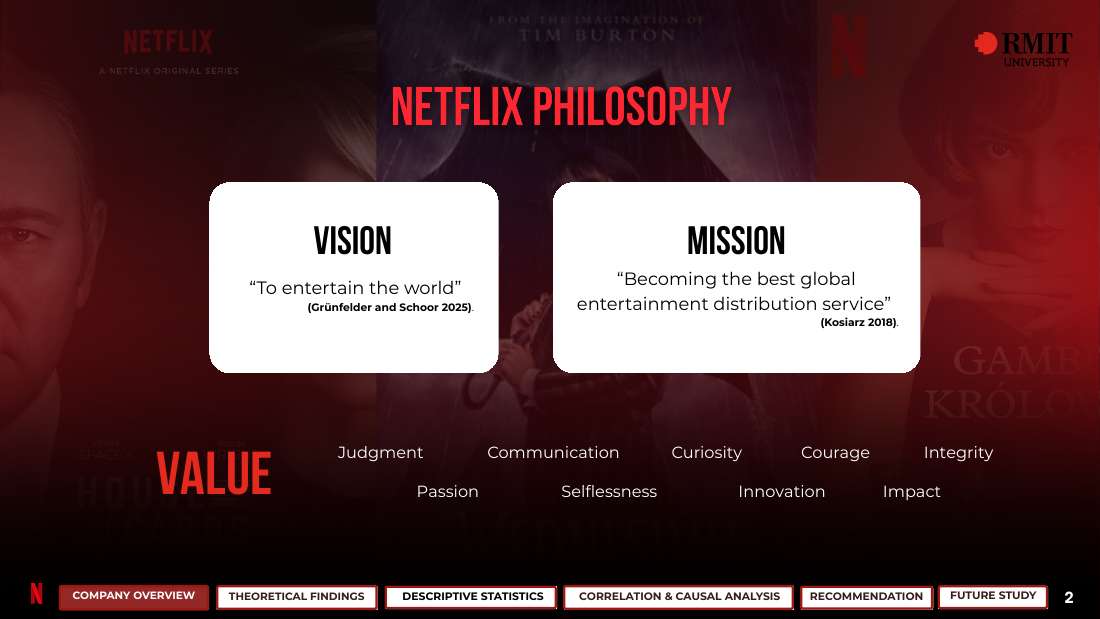 NETFLIX
A NETFLIX ORIGINAL SERIES
FROM THE IMAGINATION OF
TIM BURTON
N
RMIT
UNIVERSITY
NETFLIX PHILOSOPHY
VISION
“To entertain the world”
(Grünfelder and Schoor 2025).
MISSION
“Becoming the best global
entertainment distribution service”
(Kosiarz 2018).
GAMB
KRÓLOW
VALUE
Judgment Communication Curiosity Courage Integrity
Passion Selflessness Innovation Impact
N COMPANY OVERVIEW THEORETICAL FINDINGS DESCRIPTIVE STATISTICS CORRELATION & CAUSAL ANALYSIS RECOMMENDATION FUTURE STUDY 2